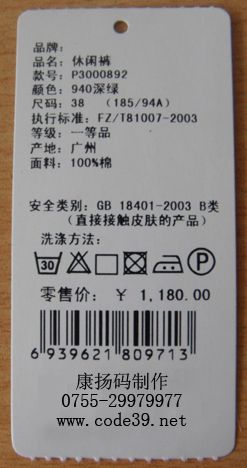 品牌:
品名: 休闲裤
款号: P3000892
颜色: 940深绿
尺码: 38 (185/94A)
执行标准: FZ/T81007-2003
等级: 一等品
产地: 广州
面料: 100%棉
安全类别: GB 18401-2003 B类
(直接接触皮肤的产品)
洗涤方法:
30 P
零售价: ¥ 1,180.00
6 939621 809713
康扬码制作
0755-29979977
www.code39.net